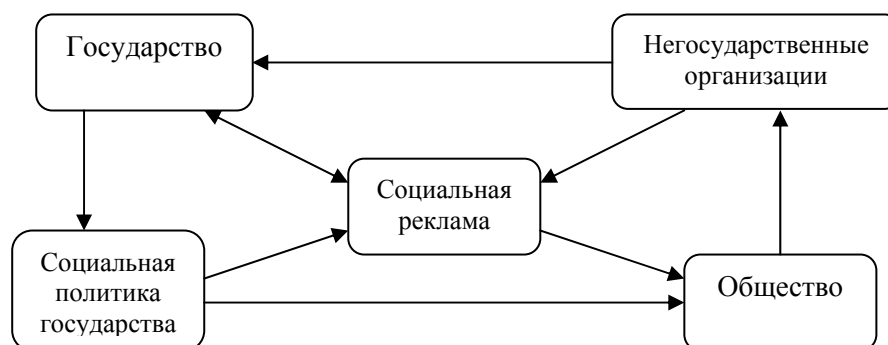 Государство
Негосударственные
организации
Социальная
реклама
Социальная
политика
государства
Общество